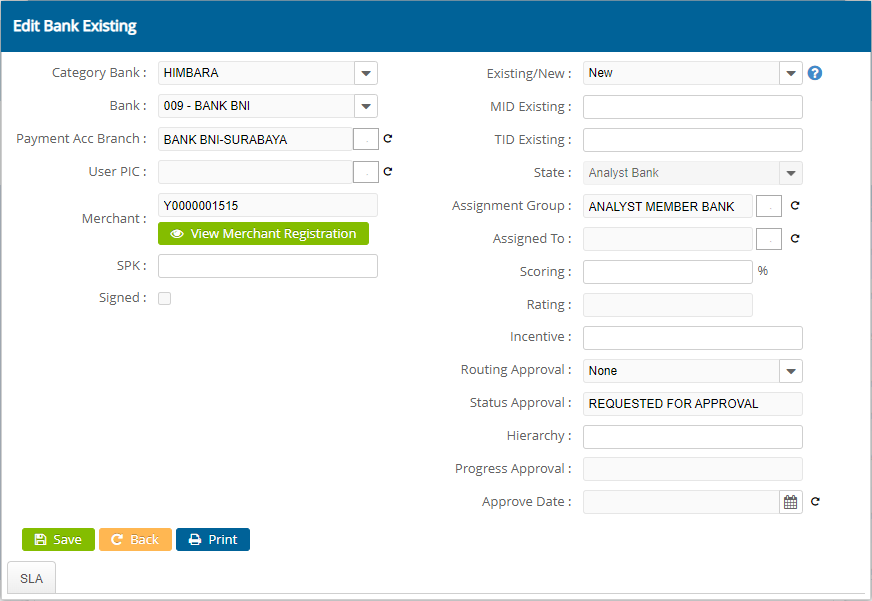 Edit Bank Existing
Category Bank : HIMBARA
Bank : 009 - BANK BNI
Payment Acc Branch : BANK BNI-SURABAYA
User PIC :
Merchant : Y0000001515
View Merchant Registration
SPK :
Signed :
Existing/New : New
MID Existing :
TID Existing :
State : Analyst Bank
Assignment Group : ANALYST MEMBER BANK
Assigned To :
Scoring : %
Rating :
Incentive :
Routing Approval : None
Status Approval : REQUESTED FOR APPROVAL
Hierarchy :
Progress Approval :
Approve Date :
Save Back Print
SLA